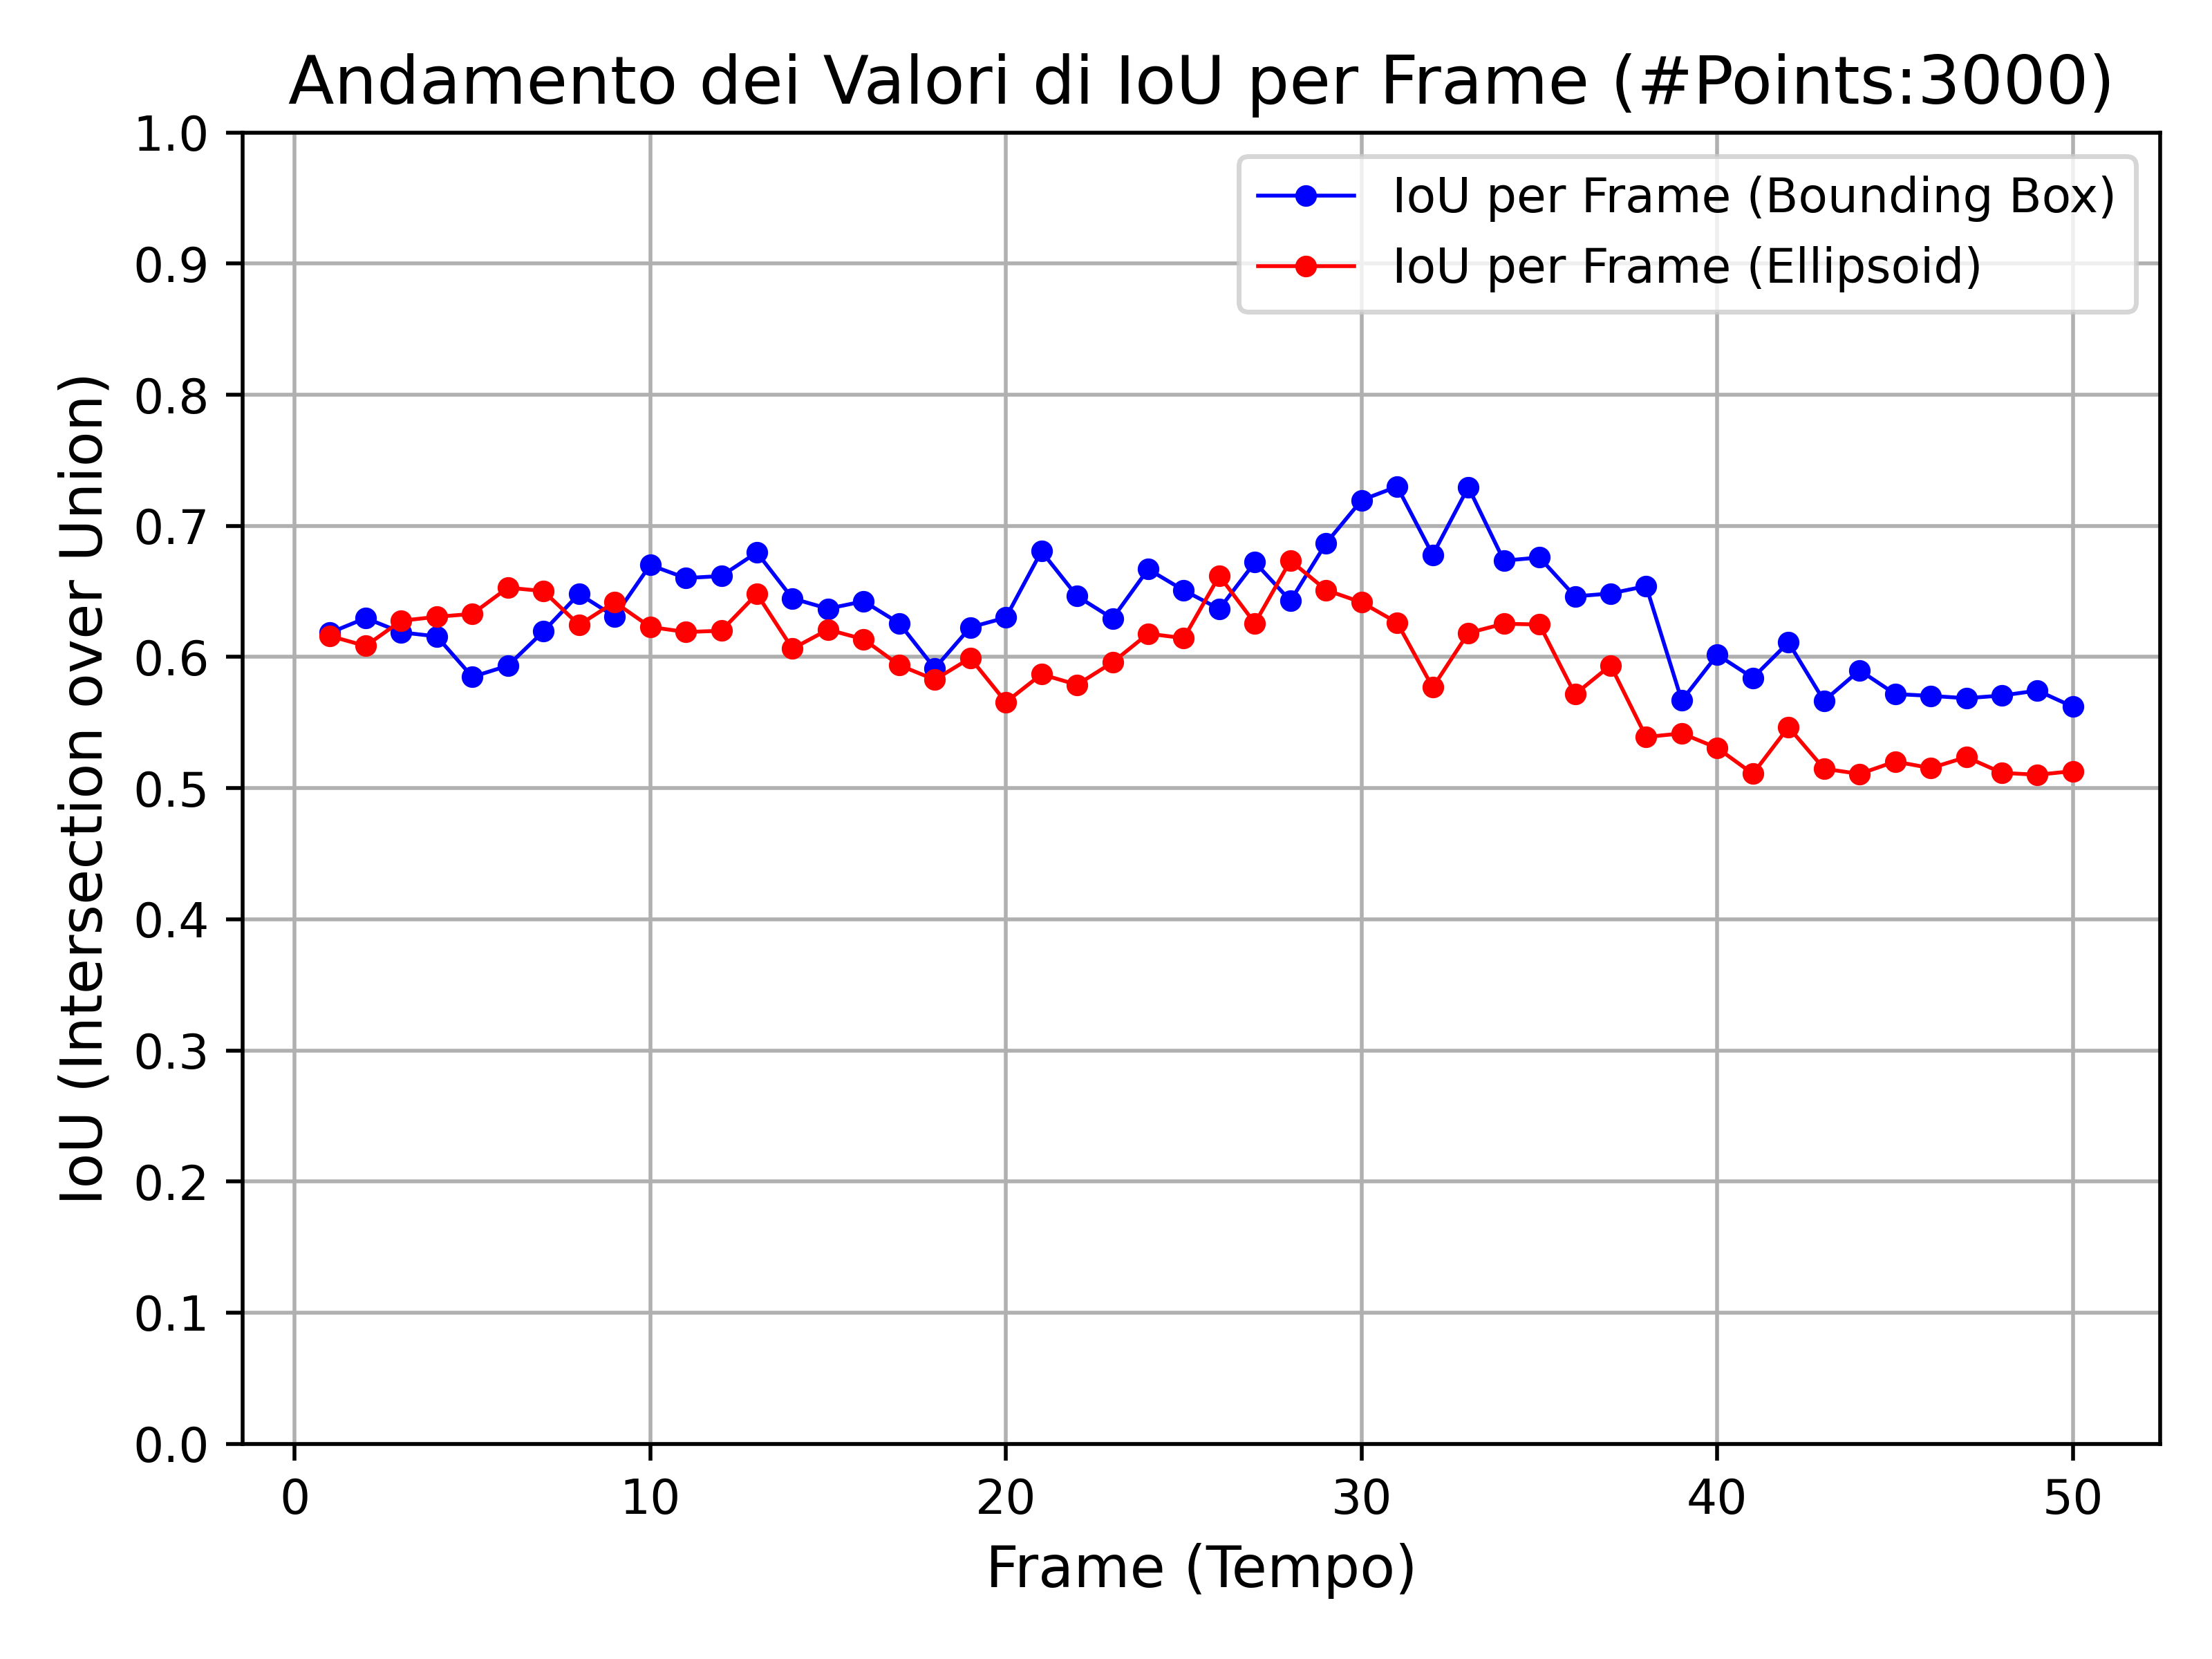 Andamento dei Valori di IoU per Frame (#Points:3000)
IoU per Frame (Bounding Box)
IoU per Frame (Ellipsoid)
IoU (Intersection over Union)
1.0
0.9
0.8
0.7
0.6
0.5
0.4
0.3
0.2
0.1
0.0
0 10 20 30 40 50
Frame (Tempo)